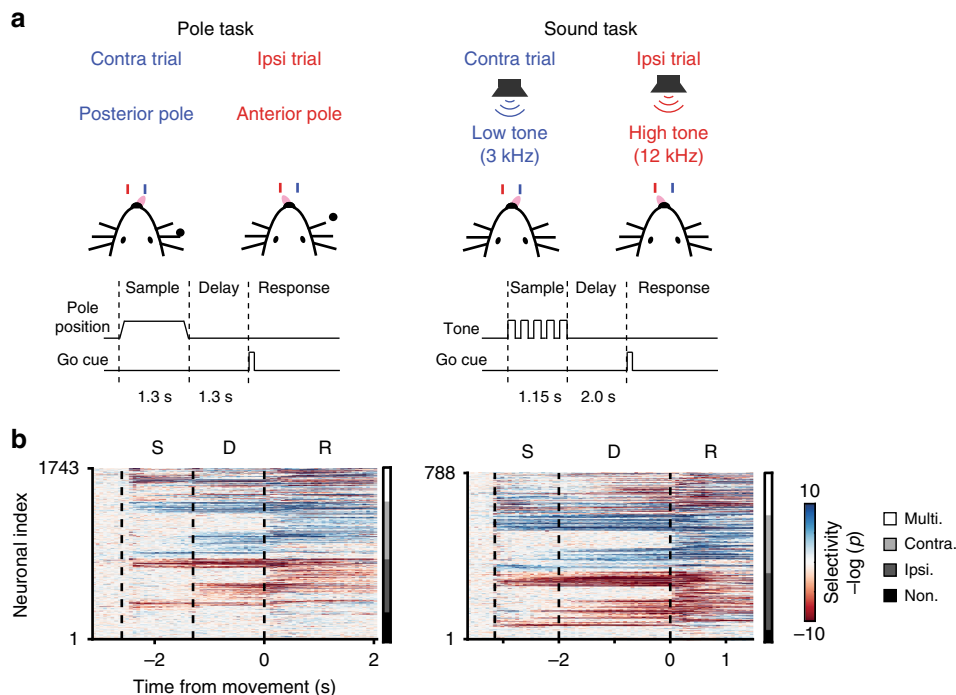 a
Pole task
Contra trial
Ipsi trial
Posterior pole
Anterior pole
Sample
Delay
Response
Pole
position
Go cue
1.3 s
1.3 s
Sound task
Contra trial
Ipsi trial
Low tone
(3 kHz)
High tone
(12 kHz)
Sample
Delay
Response
Tone
Go cue
1.15 s
2.0 s
b
S
D
R
1743
Neuronal index
1
−2
0
2
Time from movement (s)
S
D
R
788
1
−2
0
1
10
Selectivity
−log (p)
−10
Multi.
Contra.
Ipsi.
Non.